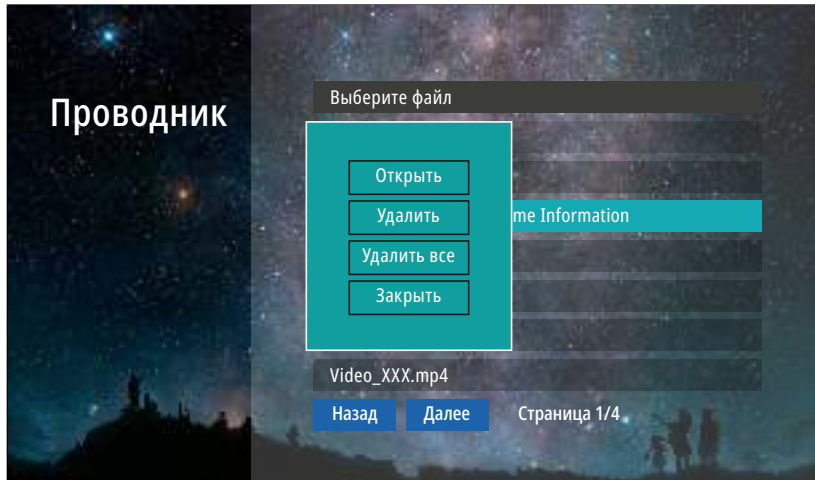 Проводник
Выберите файл
Открыть
Удалить
me Information
Удалить все
Закрыть
Video_XXX.mp4
Назад
Далее
Страница 1/4